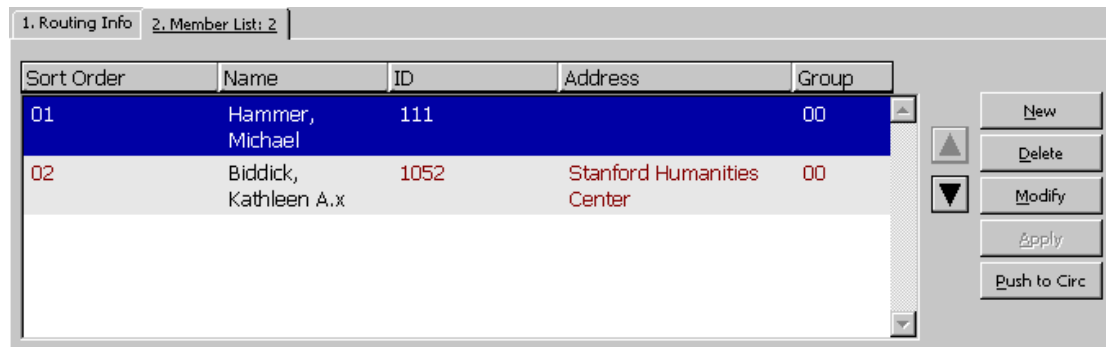 1. Routing Info 2. Member List: 2
Sort Order Name ID Address Group
01 Hammer, 111 00
Michael
02 Biddick, 1052 Stanford Humanities 00
Kathleen A.x Center
New
Delete
Modify
Apply
Push to Circ